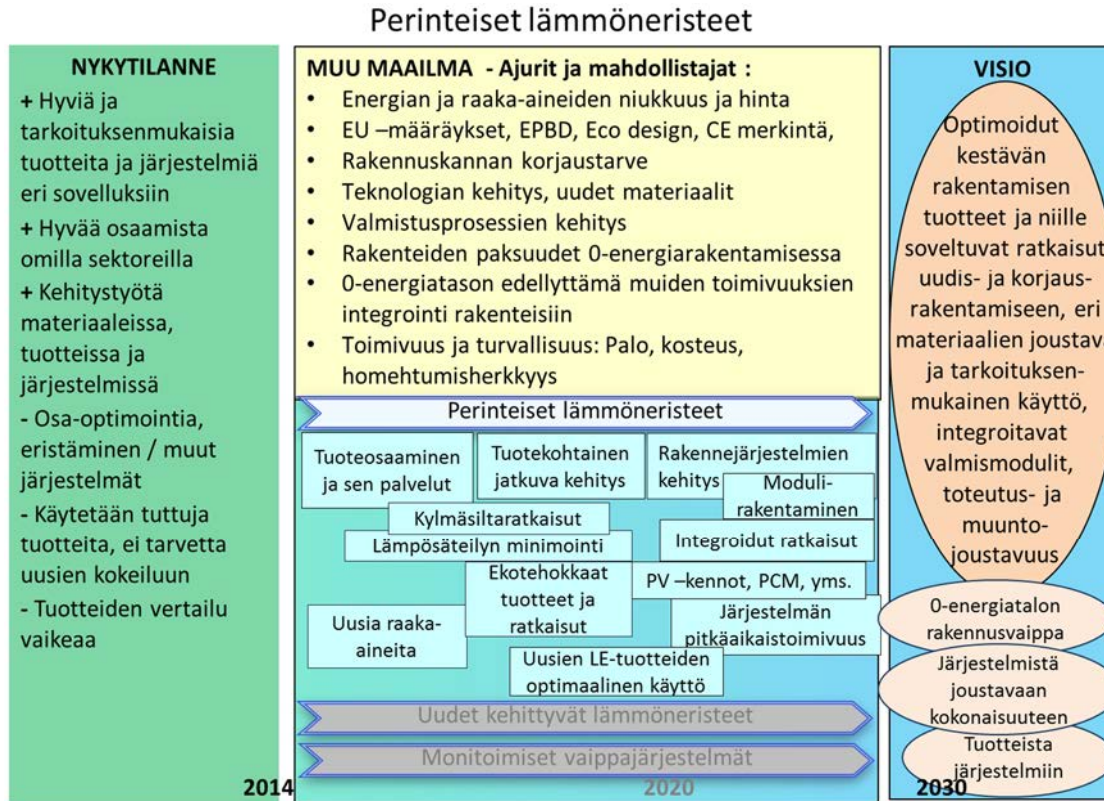 Perinteiset lämmöneristeet
NYKYTILANNE
+ Hyviä ja
tarkoituksenmukaisia
tuotteita ja järjestelmiä
eri sovelluksiin
+ Hyvää osaamista
omilla sektoreilla
+ Kehitystyötä
materiaaleissa,
tuotteissa ja
järjestelmissä
- Osa-optimointia,
eristäminen / muut
järjestelmät
- Käytetään tuttuja
tuotteita, ei tarvetta
uusien kokeiluun
- Tuotteiden vertailu
vaikeaa
MUU MAAILMA - Ajurit ja mahdollistajat :
• Energian ja raaka-aineiden niukkuus ja hinta
• EU –määräykset, EPBD, Eco design, CE merkintä,
• Rakennuskannan korjaustarve
• Teknologian kehitys, uudet materiaalit
• Valmistusprosessien kehitys
• Rakenteiden paksuudet 0-energiarakentamisessa
• 0-energiatason edellyttämä muiden toimivuuksien
integrointi rakenteisiin
• Toimivuus ja turvallisuus: Palo, kosteus,
homehtumisherkkyys
Perinteiset lämmöneristeet
Tuoteosaaminen
ja sen palvelut
Tuotekohtainen
jatkuva kehitys
Rakennejärjestelmien
kehitys
Moduli-
rakentaminen
Kylmäsiltaratkaisut
Lämpösäteilyn minimointi
Integroidut ratkaisut
Ekotehokkaat
tuotteet ja
ratkaisut
PV –kennot, PCM, yms.
Uusia raaka-
aineita
Järjestelmän
pitkäaikaistoimivuus
Uusien LE-tuotteiden
optimaalinen käyttö
Uudet kehittyvät lämmöneristeet
Monitoimiset vaippajärjestelmät
VISIO
Optimoidut
kestävän
rakentamisen
tuotteet ja niille
soveltuvat ratkaisut
uudis- ja korjaus-
rakentamiseen, eri
materiaalien joustava
ja tarkoituksen-
mukainen käyttö,
integroitavat
valmismodulit,
toteutus- ja
muunto-
joustavuus
0-energiatalon
rakennusvaippa
Järjestelmistä
joustavaan
kokonaisuuteen
Tuotteista
järjestelmiin
2014
2020
2030